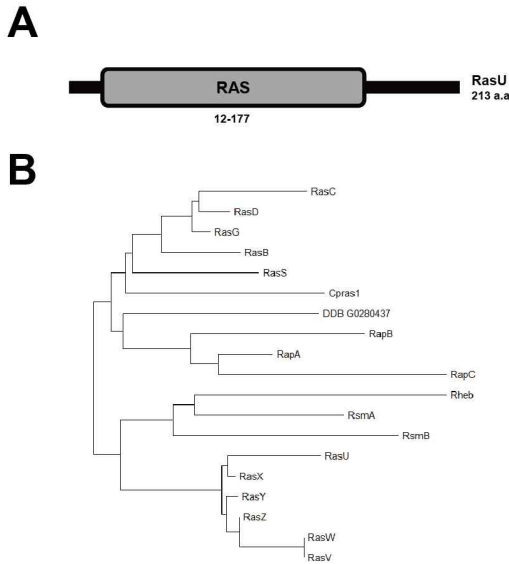 A
RAS
RasU
213 a.a
12-177
B
RasC
RasD
RasG
RasB
RasS
Cpras1
DDB G0280437
RapB
RapA
RapC
Rheb
RsmA
RsmB
RasU
RasX
RasY
RasZ
RasW
RasV